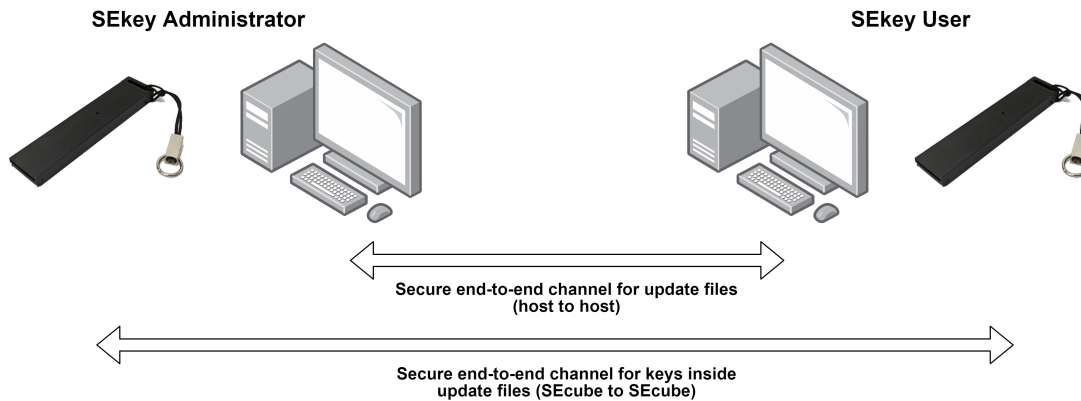 SEkey Administrator
SEkey User
Secure end-to-end channel for update files
(host to host)
Secure end-to-end channel for keys inside
update files (SEcube to SEcube)